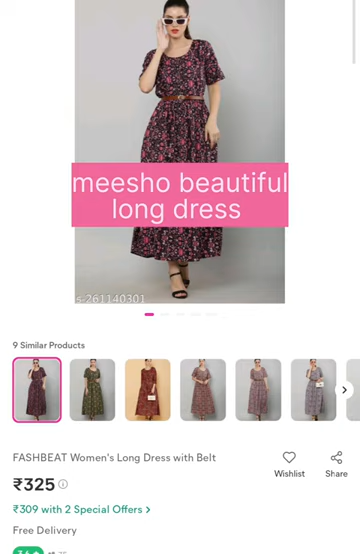 meesho beautiful
long dress
s-261140301
9 Similar Products
FASHBEAT Women's Long Dress with Belt
Wishlist
Share
₹325
₹309 with 2 Special Offers
Free Delivery